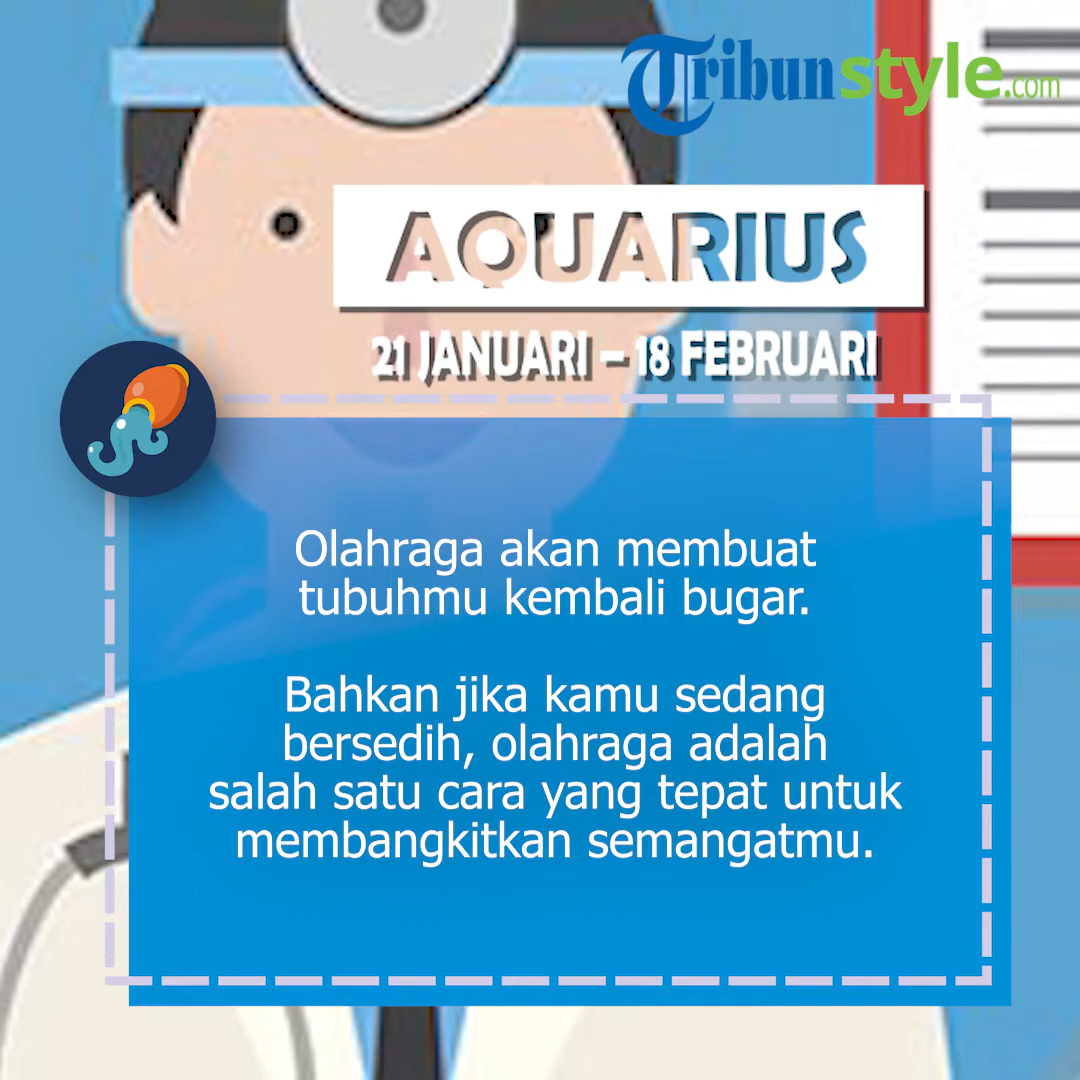 Tribunstyle.com
AQUARIUS
21 JANUARI – 18 FEBRUARI
Olahraga akan membuat
tubuhmu kembali bugar.
Bahkan jika kamu sedang
bersedih, olahraga adalah
salah satu cara yang tepat untuk
membangkitkan semangatmu.